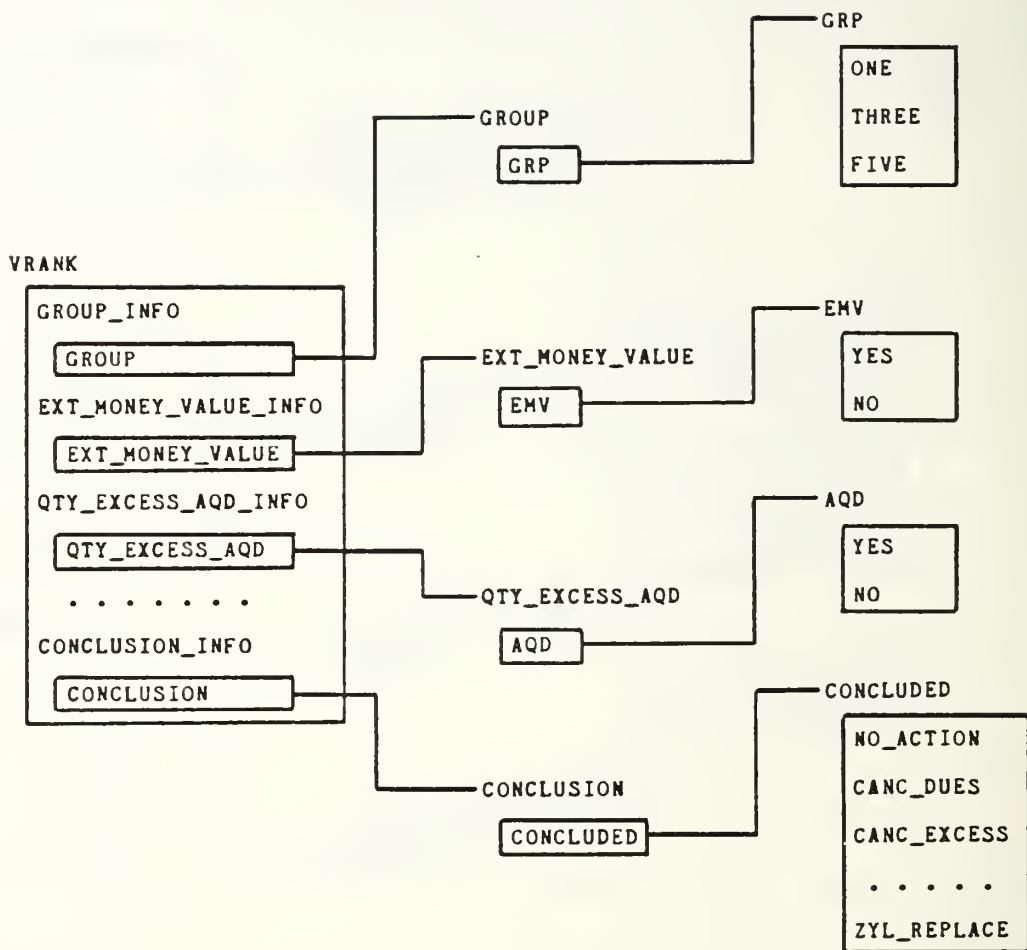 GRP
ONE
THREE
FIVE
GROUP
GRP
VRANK
GROUP_INFO
GROUP
EXT_MONEY_VALUE_INFO
EXT_MONEY_VALUE
QTY_EXCESS_AQD_INFO
QTY_EXCESS_AQD
. . . . . . .
CONCLUSION_INFO
CONCLUSION
EXT_MONEY_VALUE
EMV
EMV
YES
NO
QTY_EXCESS_AQD
AQD
AQD
YES
NO
CONCLUSION
CONCLUDED
CONCLUDED
NO_ACTION
CANC_DUES
CANC_EXCESS
. . . . .
ZYL_REPLACE